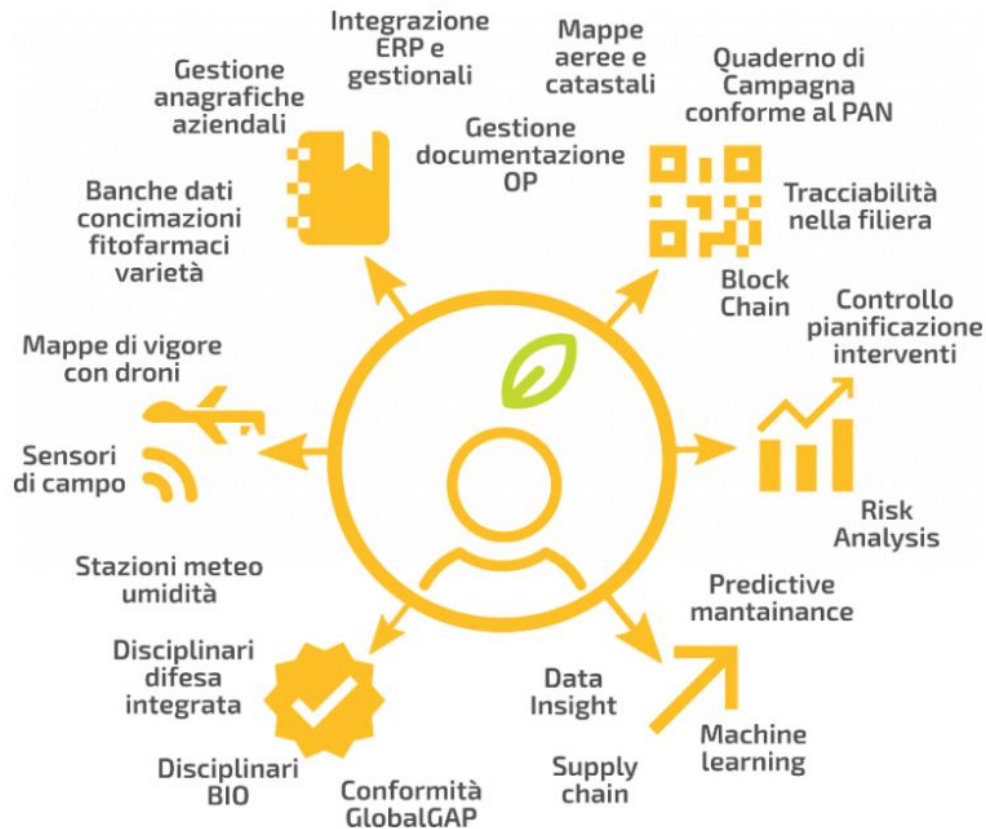 Integrazione
ERP e
gestionali
Mappe
aeree e
catastali
Quaderno di
Campagna
conforme al PAN
Gestione
anagrafiche
aziendali
Gestione
documentazione
OP
Banche dati
concimazioni
fitofarmaci
varietà
Tracciabilità
nella filiera
Block
Chain
Controllo
pianificazione
interventi
Mappe di vigore
con droni
Sensori
di campo
Risk
Analysis
Stazioni meteo
umidità
Predictive
mantainance
Disciplinari
difesa
integrata
Data
Insight
Machine
learning
Disciplinari
BIO
Conformità
GlobalGAP
Supply
chain